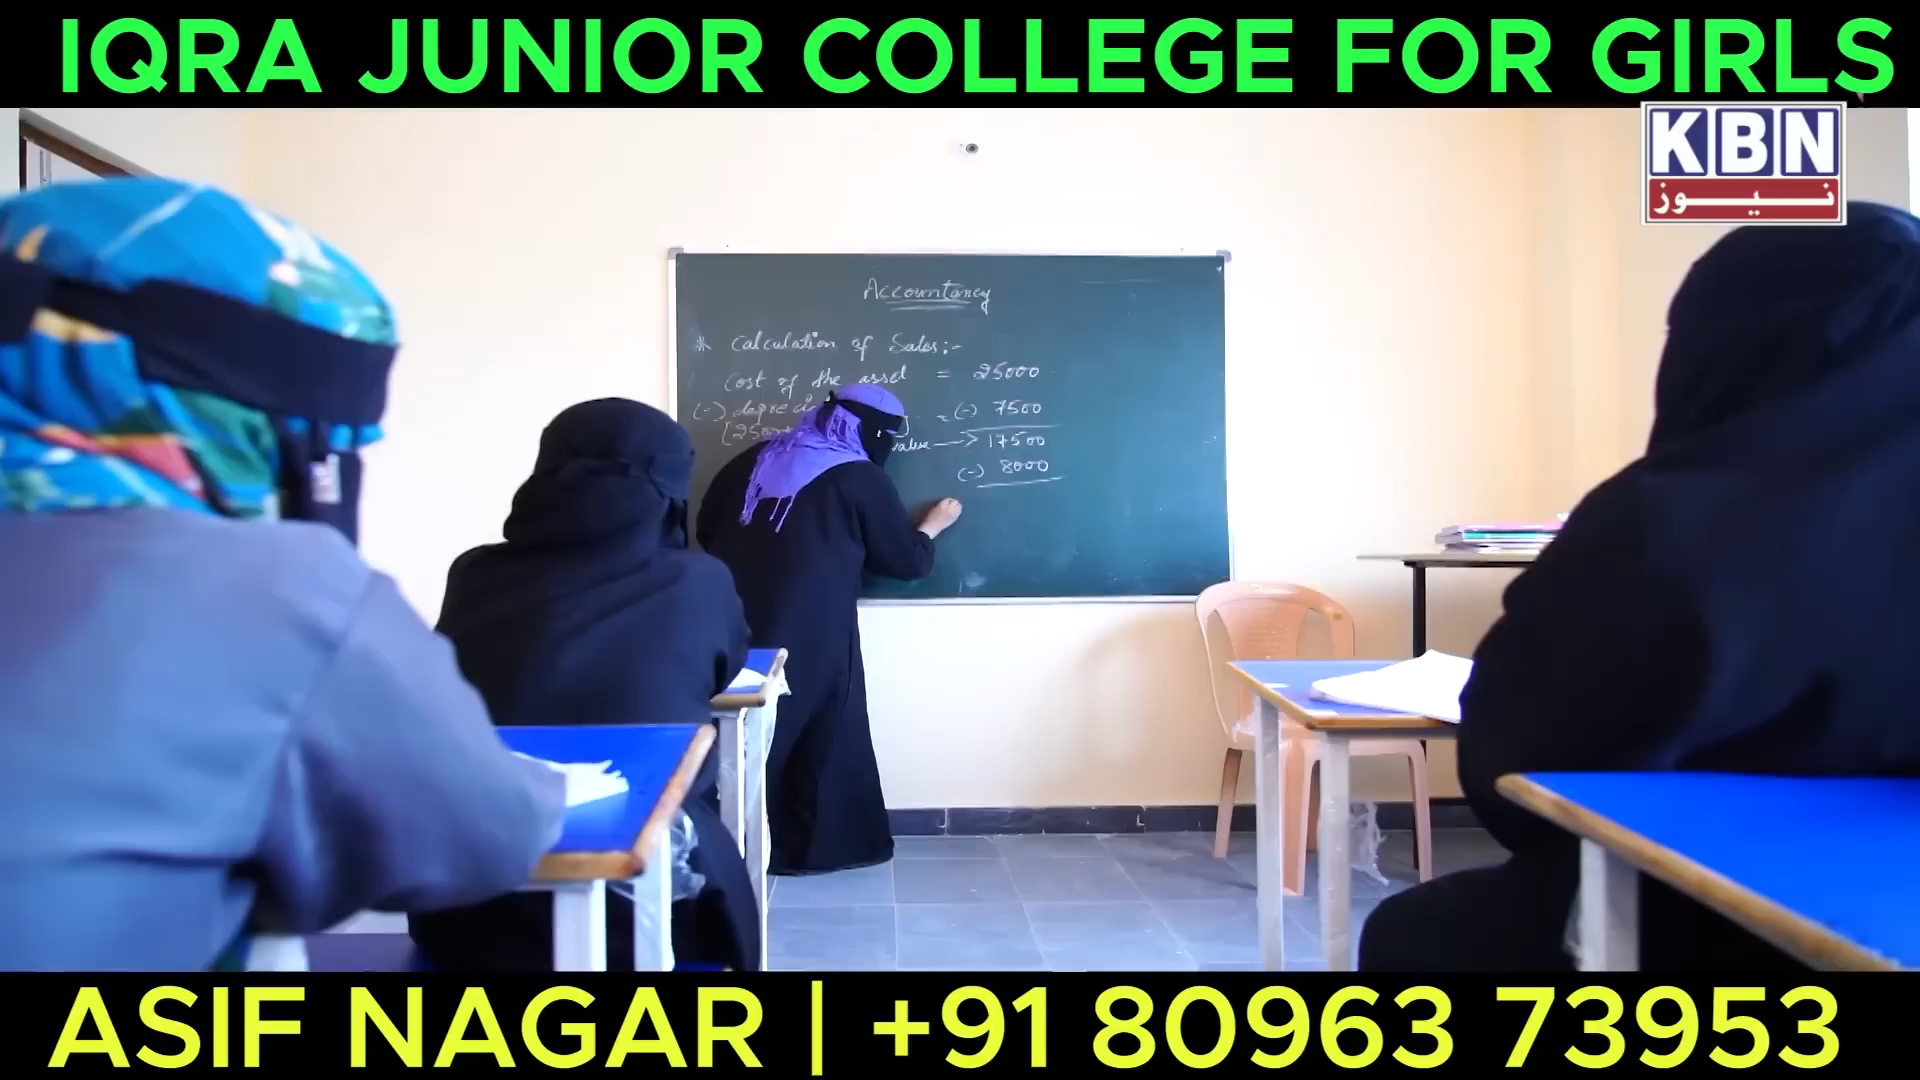 IQRA JUNIOR COLLEGE FOR GIRLS
KBN
نیوز
Accountancy
* Calculation of Sales:-
Cost of the asset = 25000
(-) = (-) 7500
value → 17500
(-) 8000
ASIF NAGAR | +91 80963 73953